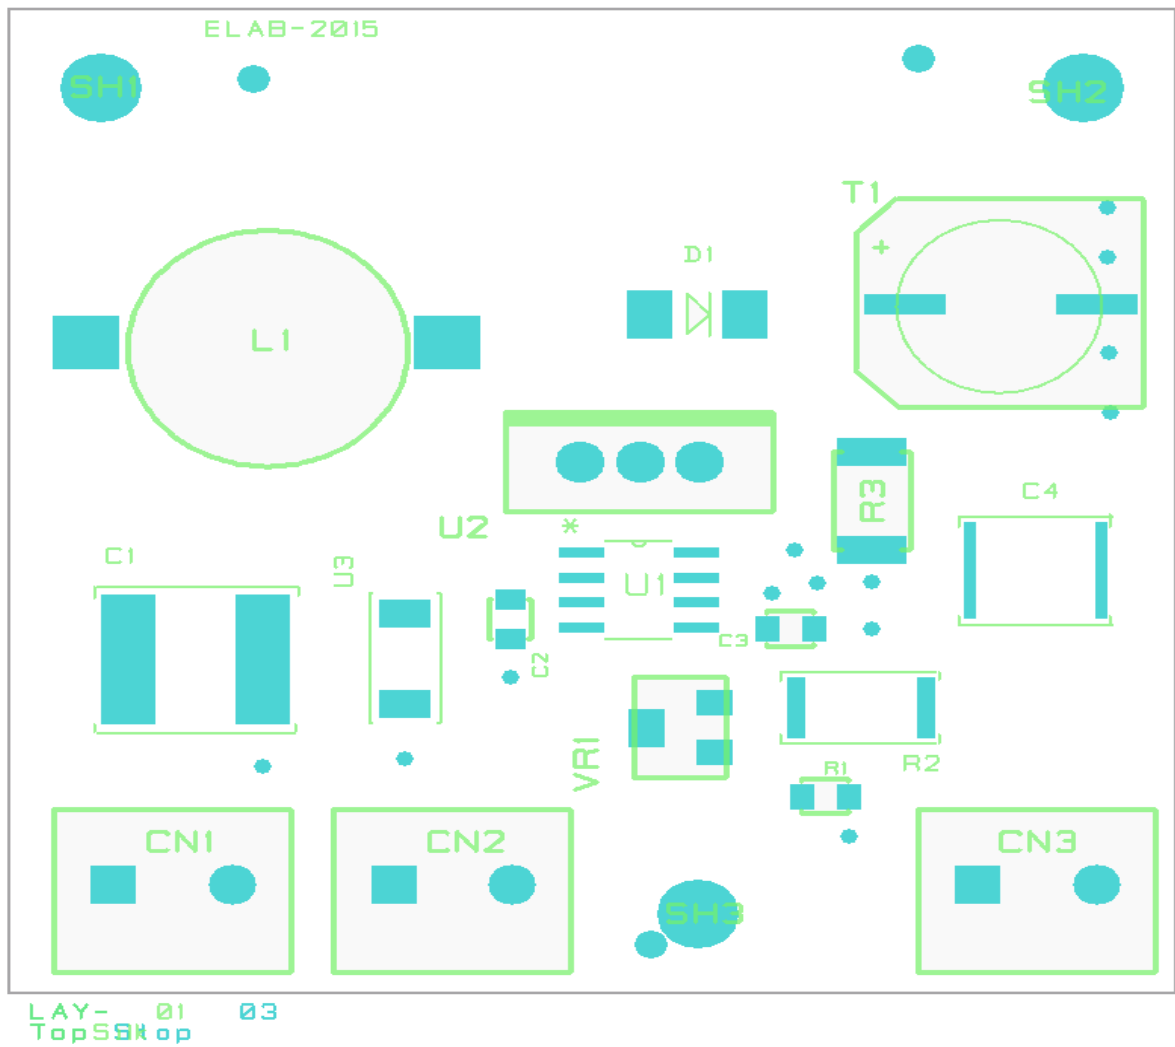 ELAB-2015
SH1
SH2
T1
+
D1
L1
R3
C4
U2
*
C1
U3
U1
C3
C2
VR1
R1
R2
CN1
CN2
CN3
SH3
LAY- 01 03
Top